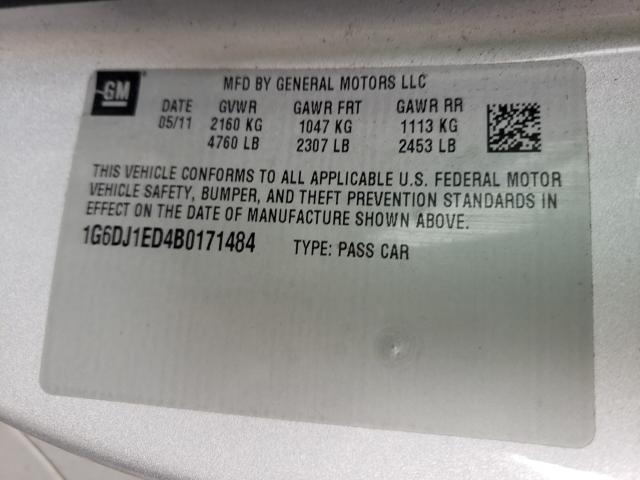 GM
MFD BY GENERAL MOTORS LLC
DATE GVWR GAWR FRT GAWR RR
05/11 2160 KG 1047 KG 1113 KG
4760 LB 2307 LB 2453 LB
THIS VEHICLE CONFORMS TO ALL APPLICABLE U.S. FEDERAL MOTOR
VEHICLE SAFETY, BUMPER, AND THEFT PREVENTION STANDARDS IN
EFFECT ON THE DATE OF MANUFACTURE SHOWN ABOVE.
1G6DJ1ED4B0171484 TYPE: PASS CAR